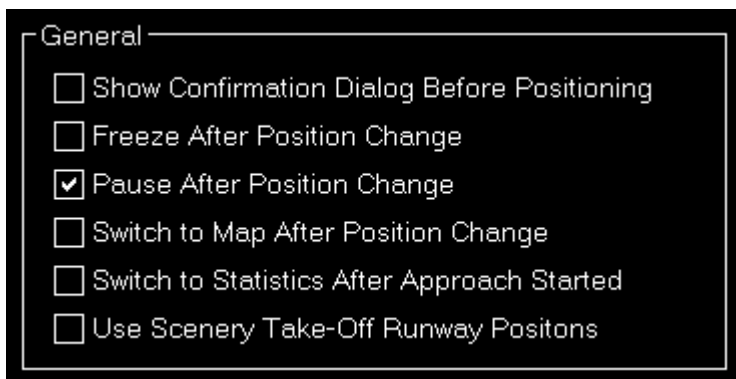 General
Show Confirmation Dialog Before Positioning
Freeze After Position Change
Pause After Position Change
Switch to Map After Position Change
Switch to Statistics After Approach Started
Use Scenery Take-Off Runway Positons